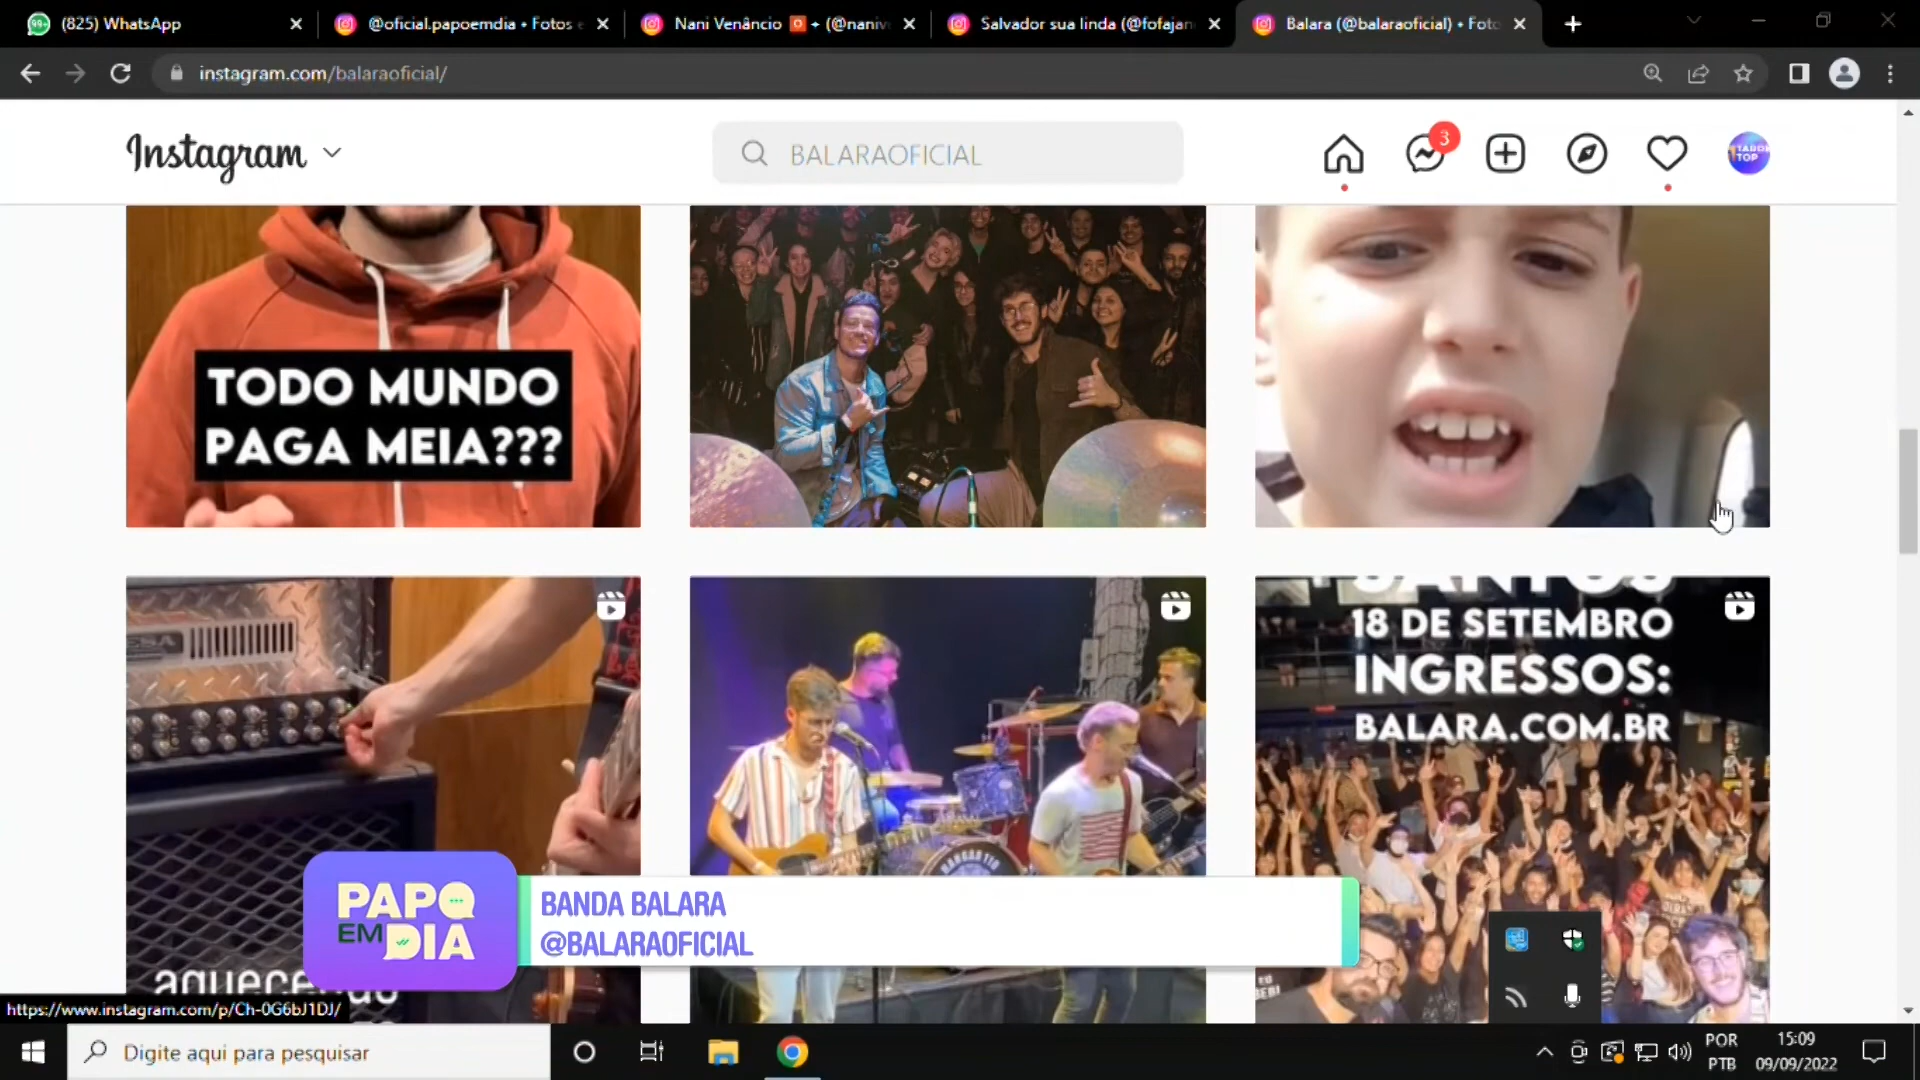 (825) WhatsApp
@oficial.papoemdia • Fotos e
Nani Venâncio
(@naniv
Salvador sua linda (@fofajan
Balara (@balaraoficial) • Foto
instagram.com/balaraoficial/
Instagram
BALARAOFICIAL
3
TODO MUNDO
PAGA MEIA???
SANTOS
18 DE SETEMBRO
INGRESSOS:
BALARA.COM.BR
PAPO
EM DIA
BANDA BALARA
@BALARAOFICIAL
https://www.instagram.com/p/Ch-0G6bJ1DJ/
Digite aqui para pesquisar
POR
PTB
15:09
09/09/2022